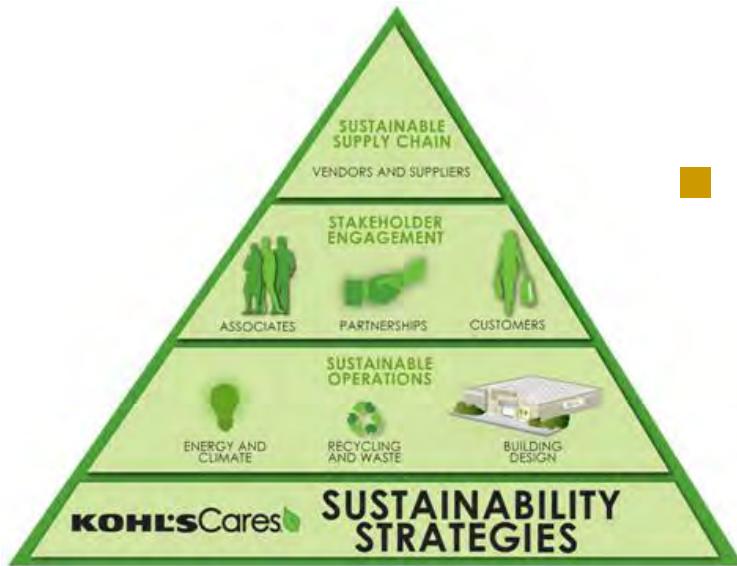 SUSTAINABLE
SUPPLY CHAIN
VENDORS AND SUPPLIERS
STAKEHOLDER
ENGAGEMENT
ASSOCIATES
PARTNERSHIPS
CUSTOMERS
SUSTAINABLE
OPERATIONS
ENERGY AND
CLIMATE
RECYCLING
AND WASTE
BUILDING
DESIGN
KOHL'S Cares
SUSTAINABILITY
STRATEGIES